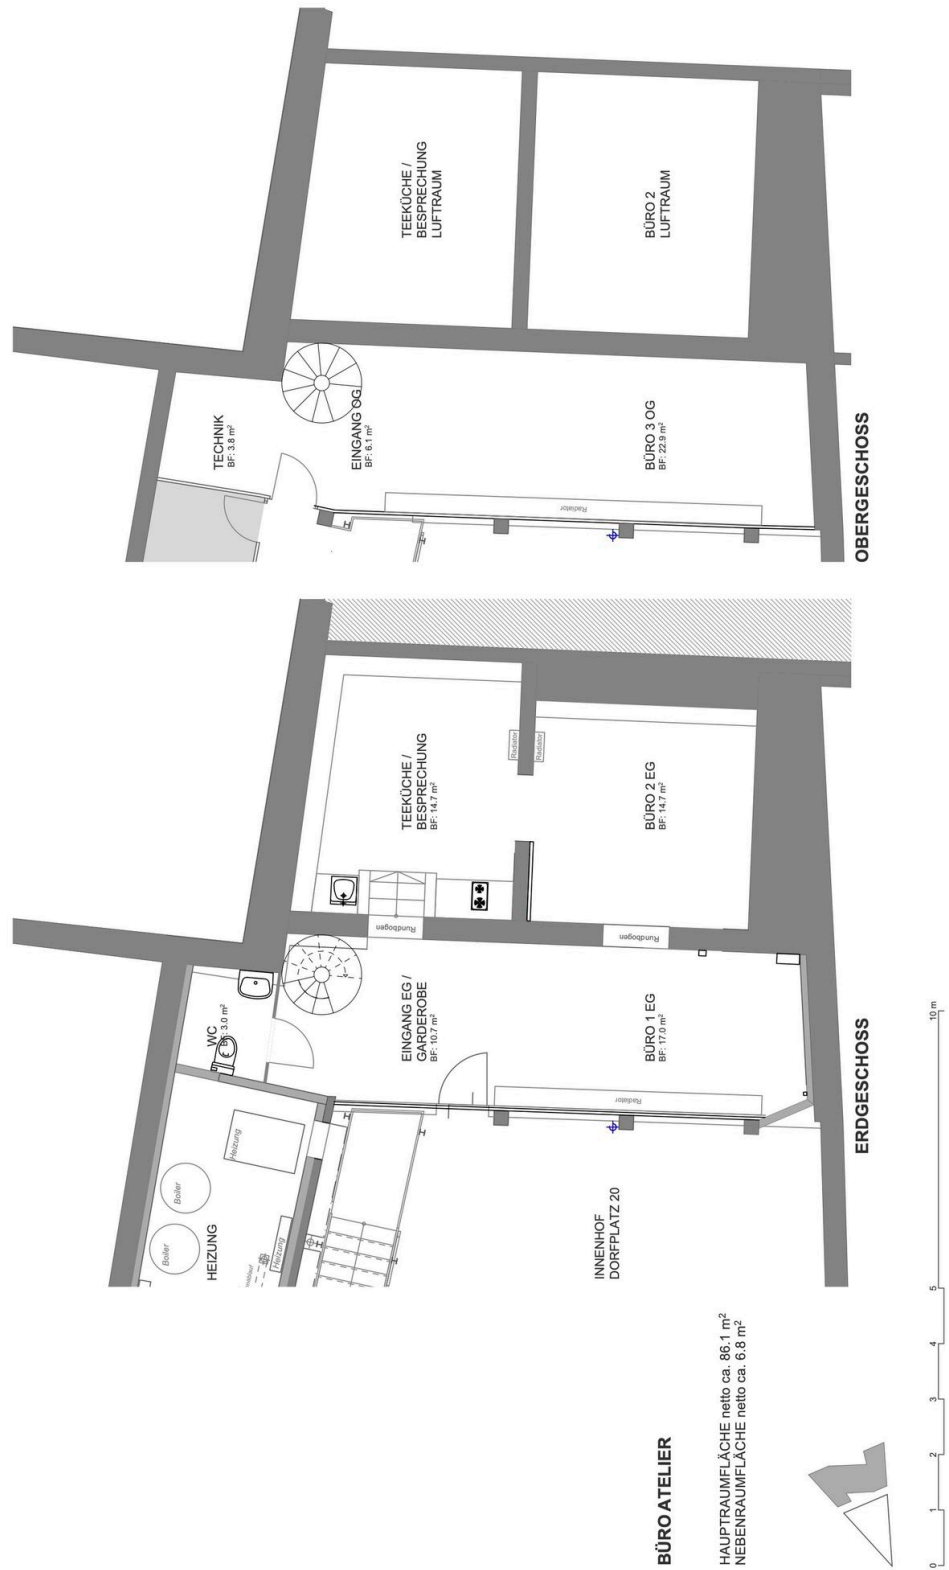 TEEKÜCHE /
BESPRECHUNG
LUFTRAUM
BÜRO 2
LUFTRAUM
TECHNIK
BF: 3.8 m²
EINGANG OG
BF: 6.1 m²
BÜRO 3 OG
BF: 22.9 m²
Radiator
OBERGESCHOSS
TEEKÜCHE /
BESPRECHUNG
BF: 14.7 m²
Radiator
Radiator
BÜRO 2 EG
BF: 14.7 m²
Rundbogen
Rundbogen
WC
BF: 3.0 m²
EINGANG EG /
GARDEROBE
BF: 10.7 m²
BÜRO 1 EG
BF: 17.0 m²
Radiator
Heizung
Boiler
Boiler
HEIZUNG
Heizung
INNENHOF
DORFPLATZ 20
ERDGESCHOSS
BÜRO ATELIER
HAUPTRAUMFLÄCHE netto ca. 86.1 m²
NEBENRAUMFLÄCHE netto ca. 6.8 m²
0 1 2 3 4 5 10 m